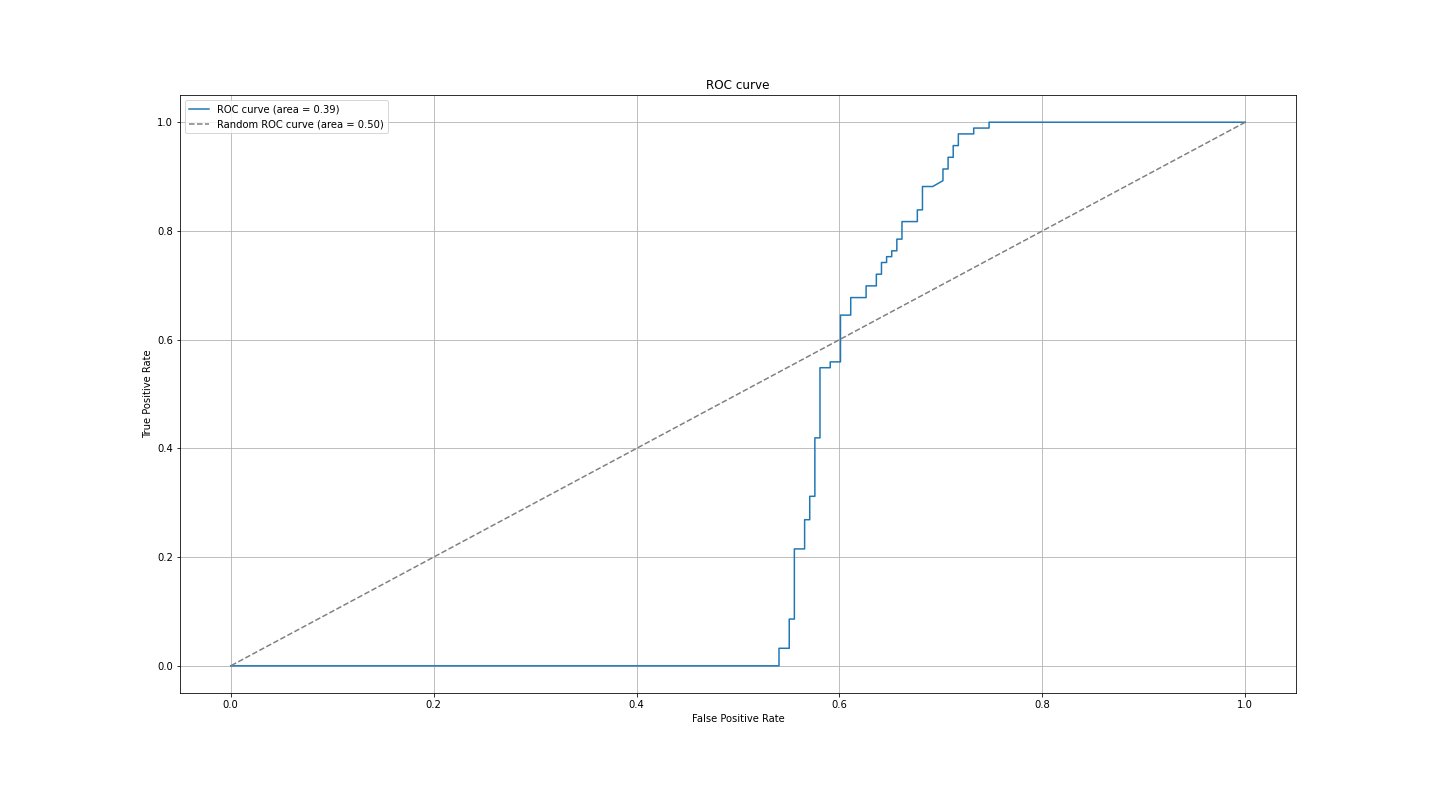 ROC curve
ROC curve (area = 0.39)
Random ROC curve (area = 0.50)
1.0
0.8
0.6
0.4
0.2
0.0
True Positive Rate
0.0 0.2 0.4 0.6 0.8 1.0
False Positive Rate